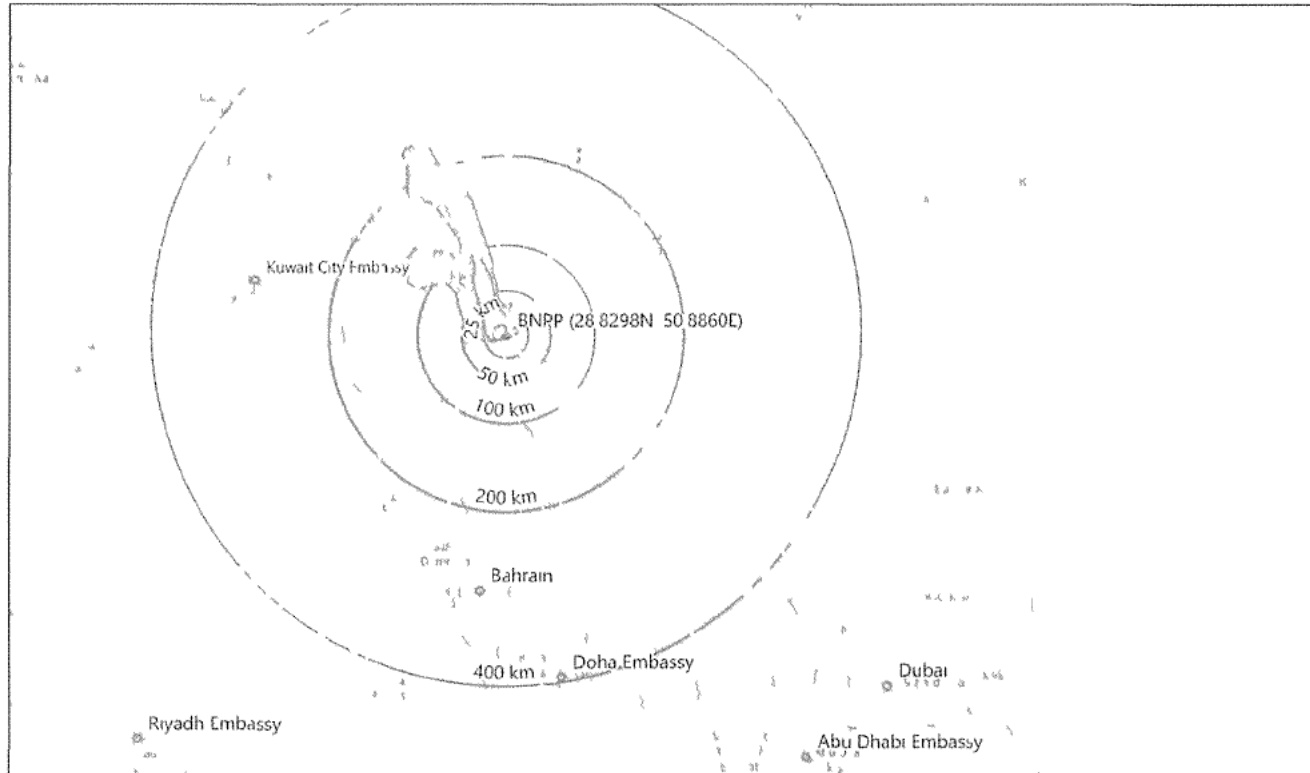 Kuwait City Embassy
25 km
BNPP (28 8298N 50 8860E)
50 km
100 km
200 km
Bahrain
400 km
Doha Embassy
Dubai
Riyadh Embassy
Abu Dhabi Embassy